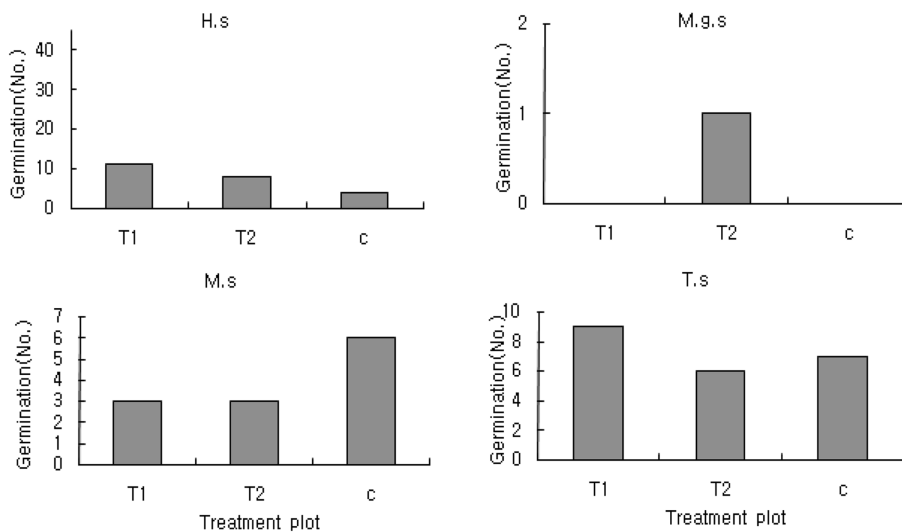 H.s
Germination(No.)
40
30
20
10
0
T1 T2 c
M.g.s
Germination(No.)
2
1
0
T1 T2 c
M.s
Germination(No.)
7
6
5
4
3
2
1
0
T1 T2 c
Treatment plot
T.s
Germination(No.)
10
8
6
4
2
0
T1 T2 c
Treatment plot